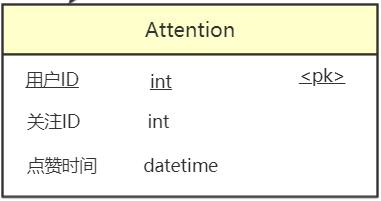 Attention
用户ID int <pk>
关注ID int
点赞时间 datetime